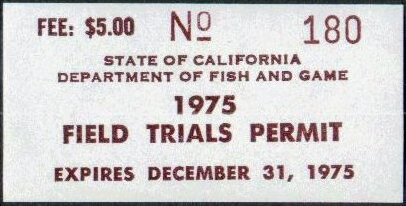 FEE: $5.00 No 180
STATE OF CALIFORNIA
DEPARTMENT OF FISH AND GAME
1975
FIELD TRIALS PERMIT
EXPIRES DECEMBER 31, 1975